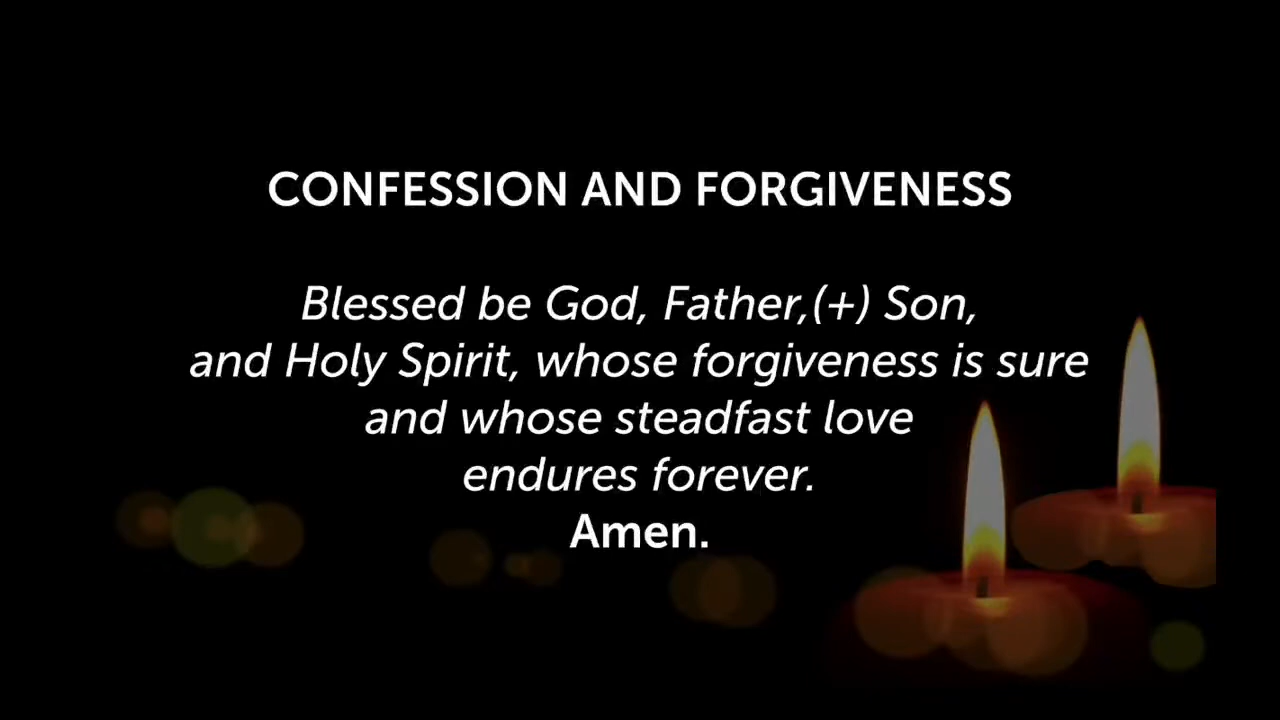 CONFESSION AND FORGIVENESS
Blessed be God, Father,(+) Son,
and Holy Spirit, whose forgiveness is sure
and whose steadfast love
endures forever.
Amen.